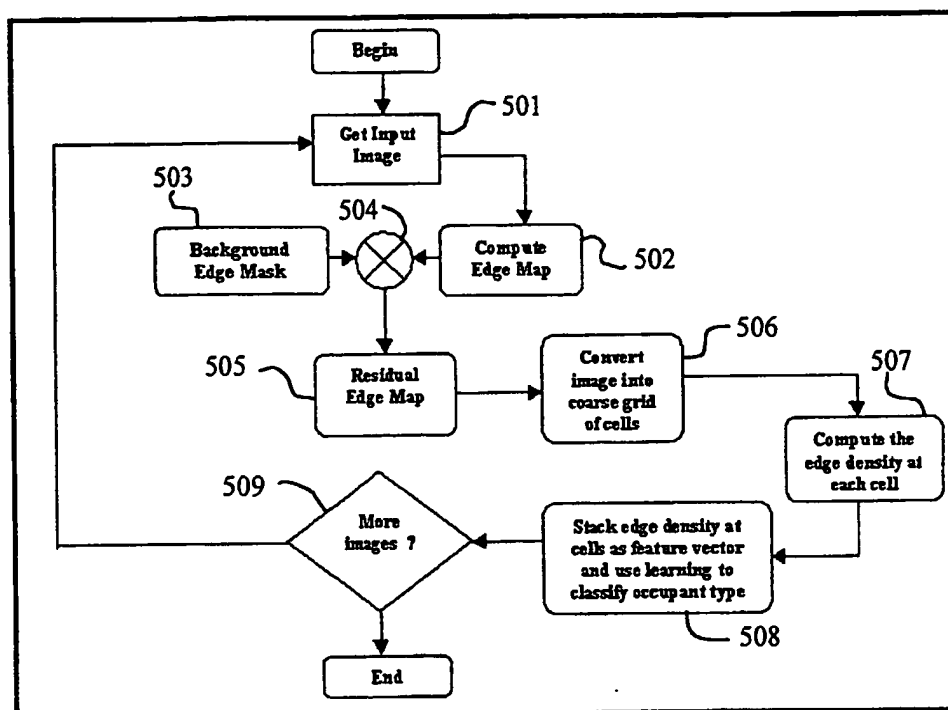 Begin
501
Get Input
Image
503
504
Background
Edge Mask
Compute
Edge Map
502
505
Residual
Edge Map
506
Convert
image into
coarse grid
of cells
507
Compute the
edge density at
each cell
509
More
images ?
Stack edge density at
cells as feature vector
and use learning to
classify occupant type
508
End